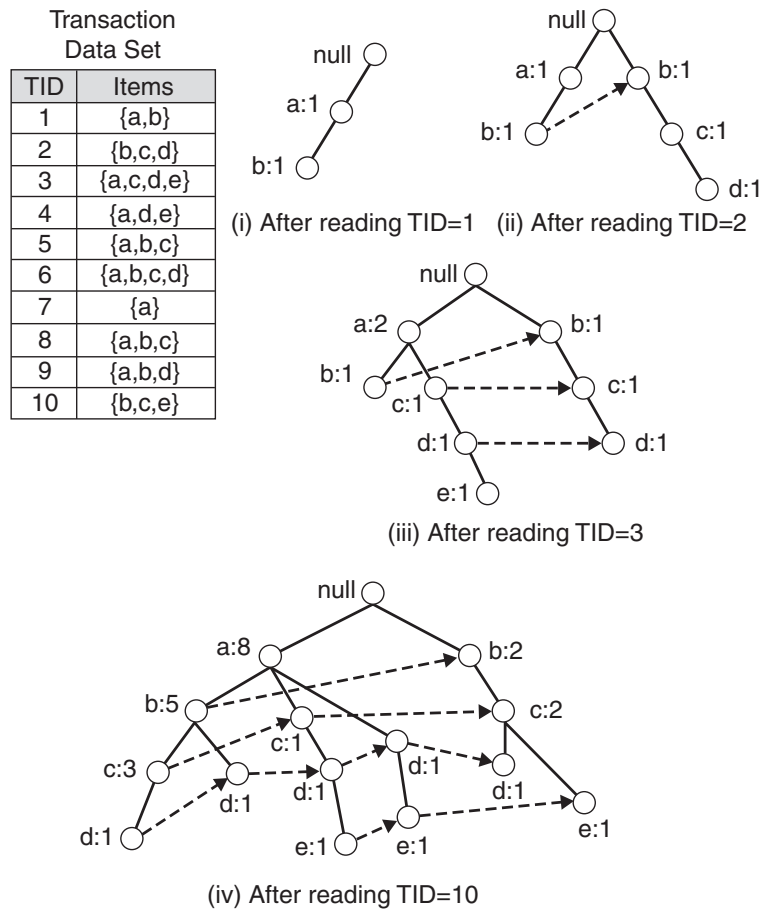 Transaction
Data Set
TID Items
1 {a,b}
2 {b,c,d}
3 {a,c,d,e}
4 {a,d,e}
5 {a,b,c}
6 {a,b,c,d}
7 {a}
8 {a,b,c}
9 {a,b,d}
10 {b,c,e}
null
a:1
b:1
(i) After reading TID=1
null
a:1
b:1
b:1
c:1
d:1
(ii) After reading TID=2
null
a:2
b:1
b:1
c:1
c:1
d:1
d:1
e:1
(iii) After reading TID=3
null
a:8
b:2
b:5
c:2
c:1
c:3
d:1
d:1
d:1
d:1
d:1
e:1
e:1
e:1
(iv) After reading TID=10